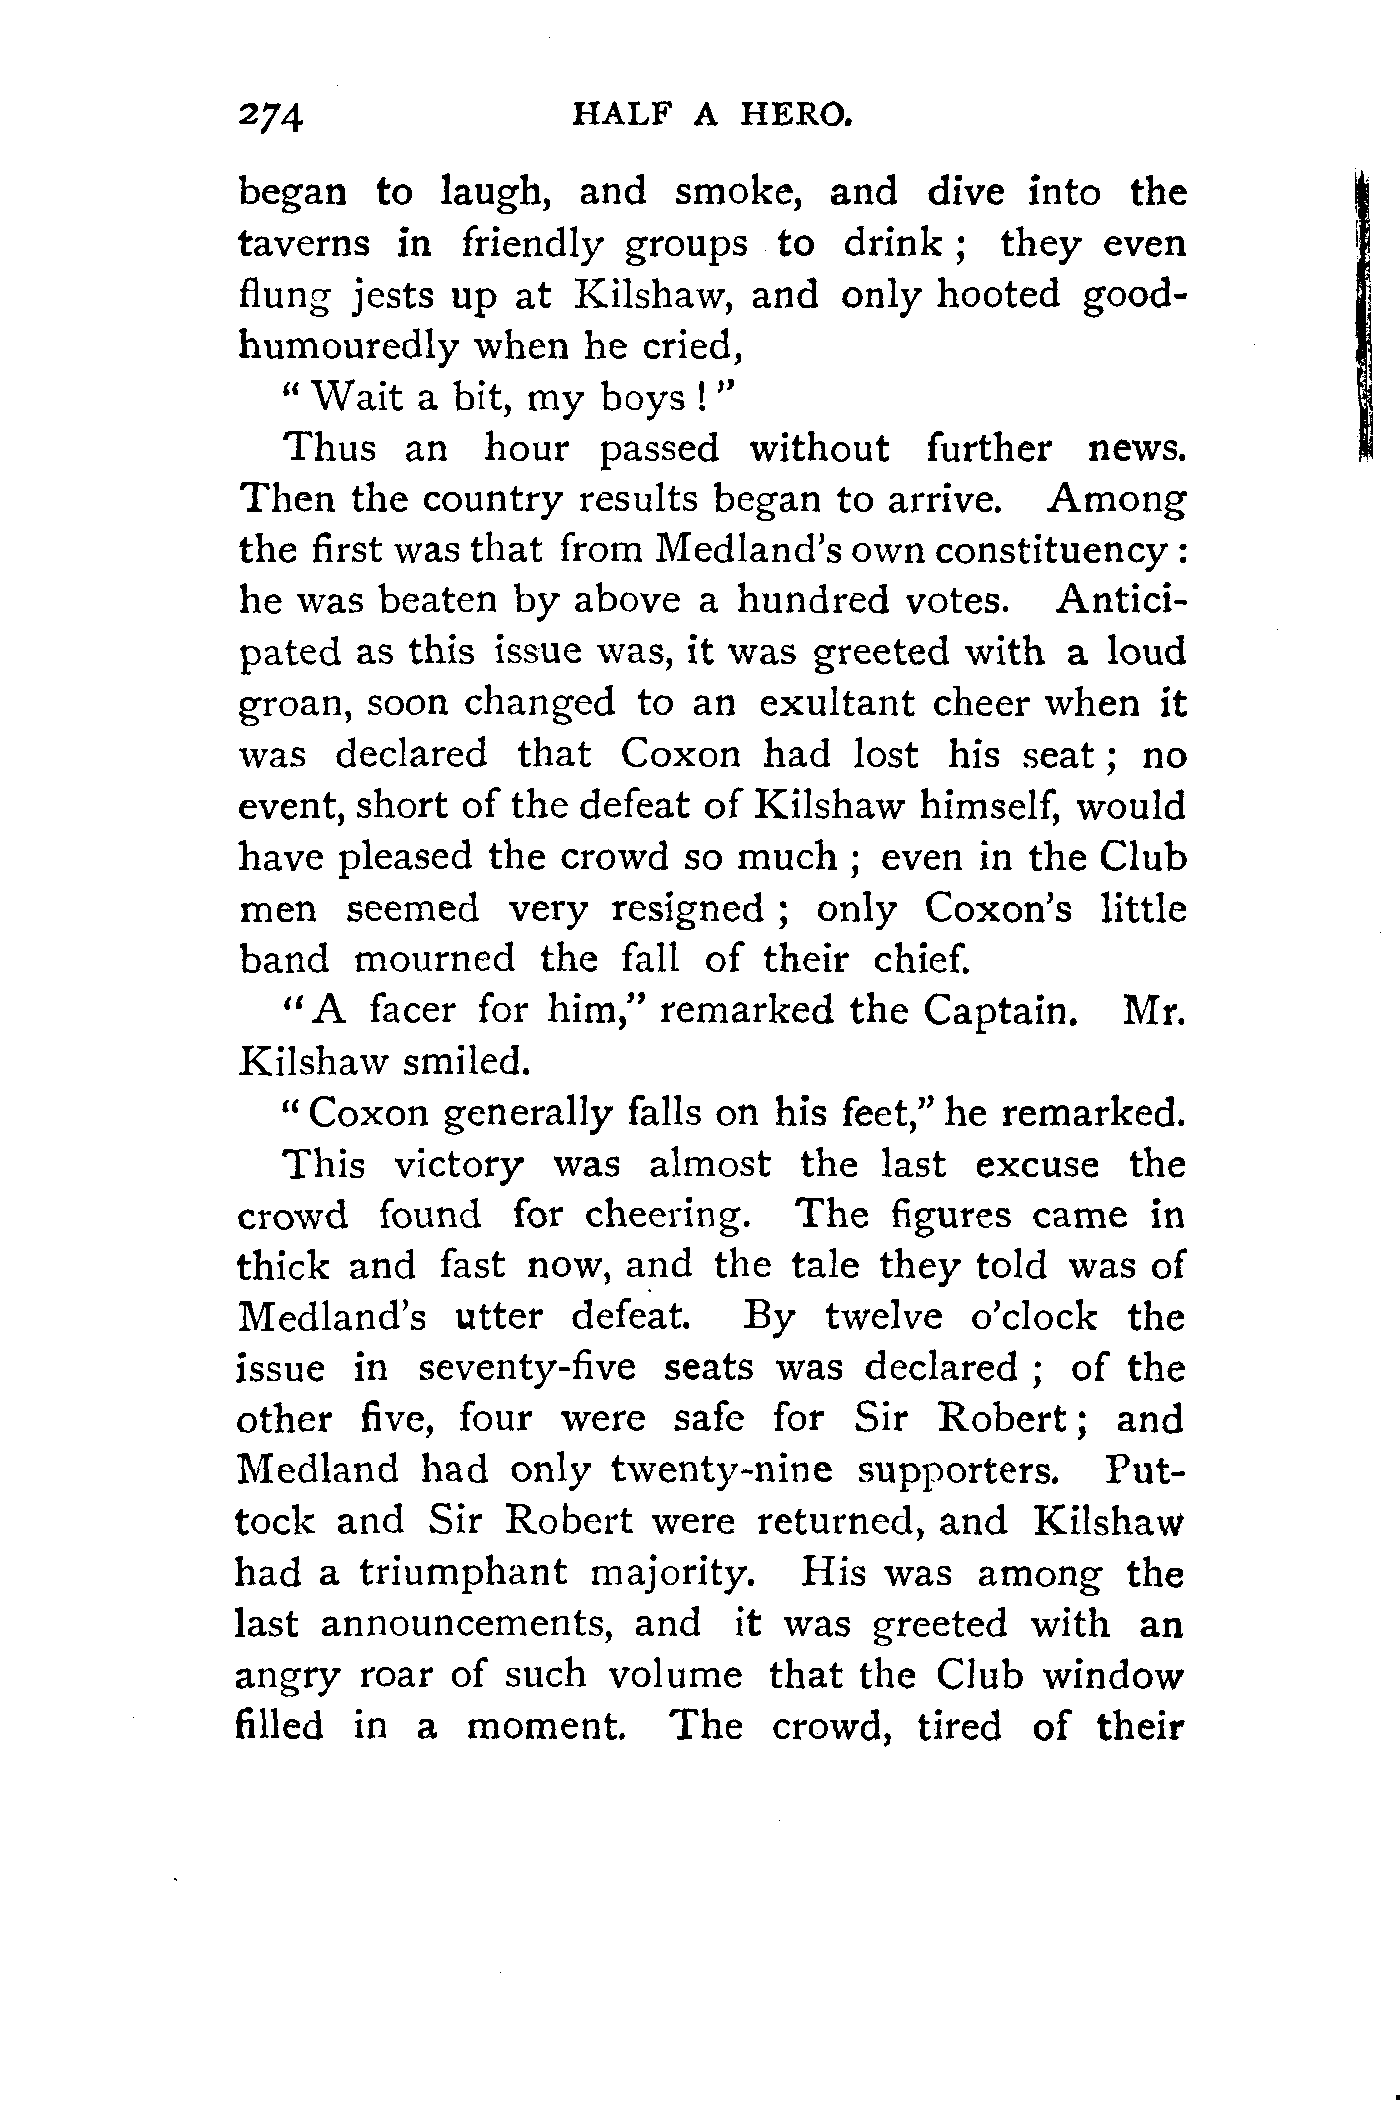 274 HALF A HERO.
began to laugh, and smoke, and dive into the
taverns in friendly groups to drink ; they even
flung jests up at Kilshaw, and only hooted good-
humouredly when he cried,
“ Wait a bit, my boys ! ”
Thus an hour passed without further news.
Then the country results began to arrive. Among
the first was that from Medland's own constituency :
he was beaten by above a hundred votes. Antici-
pated as this issue was, it was greeted with a loud
groan, soon changed to an exultant cheer when it
was declared that Coxon had lost his seat ; no
event, short of the defeat of Kilshaw himself, would
have pleased the crowd so much ; even in the Club
men seemed very resigned ; only Coxon's little
band mourned the fall of their chief.
“ A facer for him,” remarked the Captain. Mr.
Kilshaw smiled.
“ Coxon generally falls on his feet,” he remarked.
This victory was almost the last excuse the
crowd found for cheering. The figures came in
thick and fast now, and the tale they told was of
Medland's utter defeat. By twelve o'clock the
issue in seventy-five seats was declared ; of the
other five, four were safe for Sir Robert ; and
Medland had only twenty-nine supporters. Put-
tock and Sir Robert were returned, and Kilshaw
had a triumphant majority. His was among the
last announcements, and it was greeted with an
angry roar of such volume that the Club window
filled in a moment. The crowd, tired of their